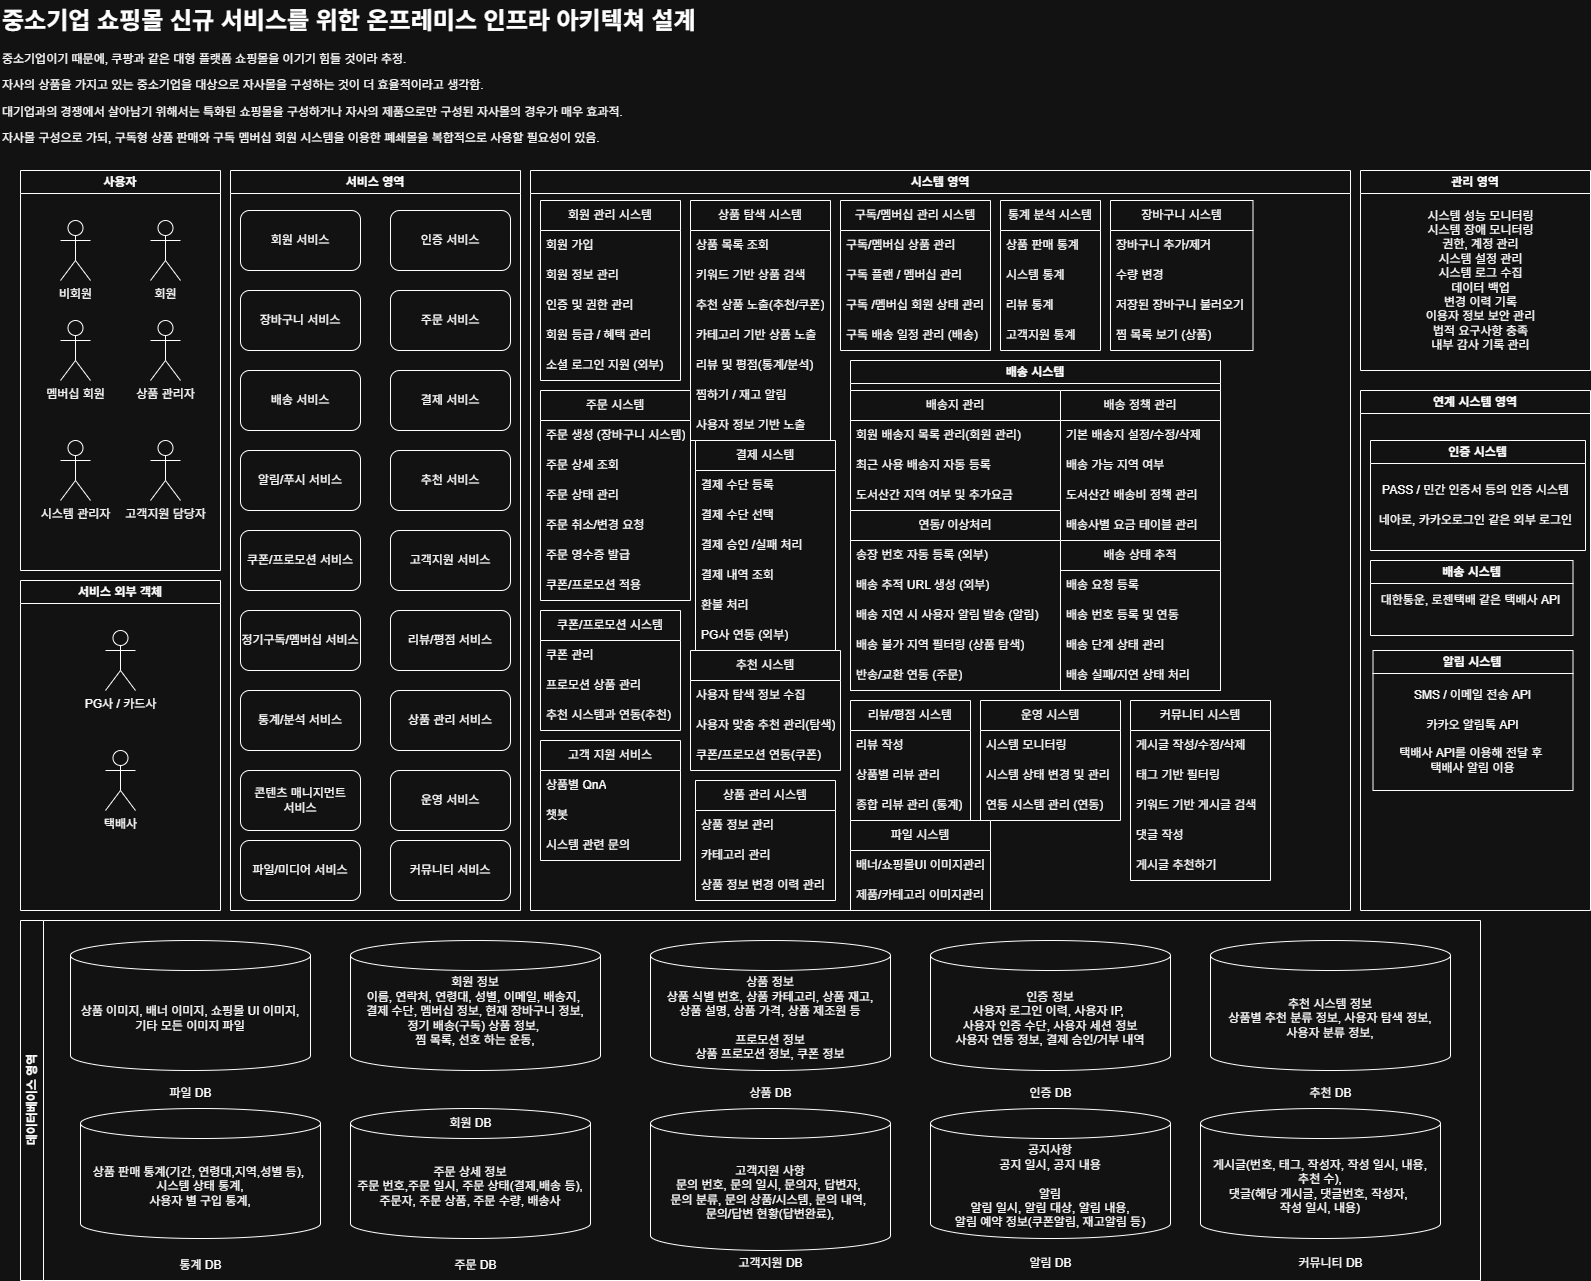 중소기업 쇼핑몰 신규 서비스를 위한 온프레미스 인프라 아키텍쳐 설계
중소기업이기 때문에, 쿠팡과 같은 대형 플랫폼 쇼핑몰을 이기기 힘들 것이라 추정.
자사의 상품을 가지고 있는 중소기업을 대상으로 자사몰을 구성하는 것이 더 효율적이라고 생각함.
대기업과의 경쟁에서 살아남기 위해서는 특화된 쇼핑몰을 구성하거나 자사의 제품으로만 구성된 자사몰의 경우가 매우 효과적.
자사몰 구성으로 가되, 구독형 상품 판매와 구독 멤버십 회원 시스템을 이용한 폐쇄몰을 복합적으로 사용할 필요성이 있음.
사용자
비회원
회원
멤버십 회원
상품 관리자
시스템 관리자
고객지원 담당자
서비스 외부 객체
PG사 / 카드사
택배사
서비스 영역
회원 서비스
인증 서비스
장바구니 서비스
주문 서비스
배송 서비스
결제 서비스
알림/푸시 서비스
추천 서비스
쿠폰/프로모션 서비스
고객지원 서비스
정기구독/멤버십 서비스
리뷰/평점 서비스
통계/분석 서비스
상품 관리 서비스
콘텐츠 매니지먼트
서비스
운영 서비스
파일/미디어 서비스
커뮤니티 서비스
시스템 영역
회원 관리 시스템
회원 가입
회원 정보 관리
인증 및 권한 관리
회원 등급 / 혜택 관리
소셜 로그인 지원 (외부)
주문 시스템
주문 생성 (장바구니 시스템)
주문 상세 조회
주문 상태 관리
주문 취소/변경 요청
주문 영수증 발급
쿠폰/프로모션 적용
쿠폰/프로모션 시스템
쿠폰 관리
프로모션 상품 관리
추천 시스템과 연동(추천)
고객 지원 서비스
상품별 QnA
챗봇
시스템 관련 문의
상품 탐색 시스템
상품 목록 조회
키워드 기반 상품 검색
추천 상품 노출(추천/쿠폰)
카테고리 기반 상품 노출
리뷰 및 평점(통계/분석)
찜하기 / 재고 알림
사용자 정보 기반 노출
결제 시스템
결제 수단 등록
결제 수단 선택
결제 승인 /실패 처리
결제 내역 조회
환불 처리
PG사 연동 (외부)
추천 시스템
사용자 탐색 정보 수집
사용자 맞춤 추천 관리(탐색)
쿠폰/프로모션 연동(쿠폰)
상품 관리 시스템
상품 정보 관리
카테고리 관리
상품 정보 변경 이력 관리
구독/멤버십 관리 시스템
구독/멤버십 상품 관리
구독 플랜 / 멤버십 관리
구독 /멤버십 회원 상태 관리
구독 배송 일정 관리 (배송)
통계 분석 시스템
상품 판매 통계
시스템 통계
리뷰 통계
고객지원 통계
장바구니 시스템
장바구니 추가/제거
수량 변경
저장된 장바구니 불러오기
찜 목록 보기 (상품)
배송 시스템
배송지 관리
회원 배송지 목록 관리(회원 관리)
최근 사용 배송지 자동 등록
도서산간 지역 여부 및 추가요금
연동/ 이상처리
송장 번호 자동 등록 (외부)
배송 추적 URL 생성 (외부)
배송 지연 시 사용자 알림 발송 (알림)
배송 불가 지역 필터링 (상품 탐색)
반송/교환 연동 (주문)
배송 정책 관리
기본 배송지 설정/수정/삭제
배송 가능 지역 여부
도서산간 배송비 정책 관리
배송사별 요금 테이블 관리
배송 상태 추적
배송 요청 등록
배송 번호 등록 및 연동
배송 단계 상태 관리
배송 실패/지연 상태 처리
리뷰/평점 시스템
리뷰 작성
상품별 리뷰 관리
종합 리뷰 관리 (통계)
파일 시스템
배너/쇼핑몰UI 이미지관리
제품/카테고리 이미지관리
운영 시스템
시스템 모니터링
시스템 상태 변경 및 관리
연동 시스템 관리 (연동)
커뮤니티 시스템
게시글 작성/수정/삭제
태그 기반 필터링
키워드 기반 게시글 검색
댓글 작성
게시글 추천하기
관리 영역
시스템 성능 모니터링
시스템 장애 모니터링
권한, 계정 관리
시스템 설정 관리
시스템 로그 수집
데이터 백업
변경 이력 기록
이용자 정보 보안 관리
법적 요구사항 충족
내부 감사 기록 관리
연계 시스템 영역
인증 시스템
PASS / 민간 인증서 등의 인증 시스템
네아로, 카카오로그인 같은 외부 로그인
배송 시스템
대한통운, 로젠택배 같은 택배사 API
알림 시스템
SMS / 이메일 전송 API
카카오 알림톡 API
택배사 API를 이용해 전달 후
택배사 알림 이용
데이터베이스 영역
상품 이미지, 배너 이미지, 쇼핑몰 UI 이미지,
기타 모든 이미지 파일
파일 DB
회원 정보
이름, 연락처, 연령대, 성별, 이메일, 배송지,
결제 수단, 멤버십 정보, 현재 장바구니 정보,
정기 배송(구독) 상품 정보,
찜 목록, 선호 하는 운동,
회원 DB
상품 정보
상품 식별 번호, 상품 카테고리, 상품 재고,
상품 설명, 상품 가격, 상품 제조원 등
프로모션 정보
상품 프로모션 정보, 쿠폰 정보
상품 DB
인증 정보
사용자 로그인 이력, 사용자 IP,
사용자 인증 수단, 사용자 세션 정보
사용자 연동 정보, 결제 승인/거부 내역
인증 DB
추천 시스템 정보
상품별 추천 분류 정보, 사용자 탐색 정보,
사용자 분류 정보,
추천 DB
상품 판매 통계(기간, 연령대,지역,성별 등),
시스템 상태 통계,
사용자 별 구입 통계,
통계 DB
주문 상세 정보
주문 번호,주문 일시, 주문 상태(결제,배송 등),
주문자, 주문 상품, 주문 수량, 배송사
주문 DB
고객지원 사항
문의 번호, 문의 일시, 문의자, 답변자,
문의 분류, 문의 상품/시스템, 문의 내역,
문의/답변 현황(답변완료),
고객지원 DB
공지사항
공지 일시, 공지 내용
알림
알림 일시, 알림 대상, 알림 내용,
알림 예약 정보(쿠폰알림, 재고알림 등)
알림 DB
게시글(번호, 태그, 작성자, 작성 일시, 내용,
추천 수),
댓글(해당 게시글, 댓글번호, 작성자,
작성 일시, 내용)
커뮤니티 DB